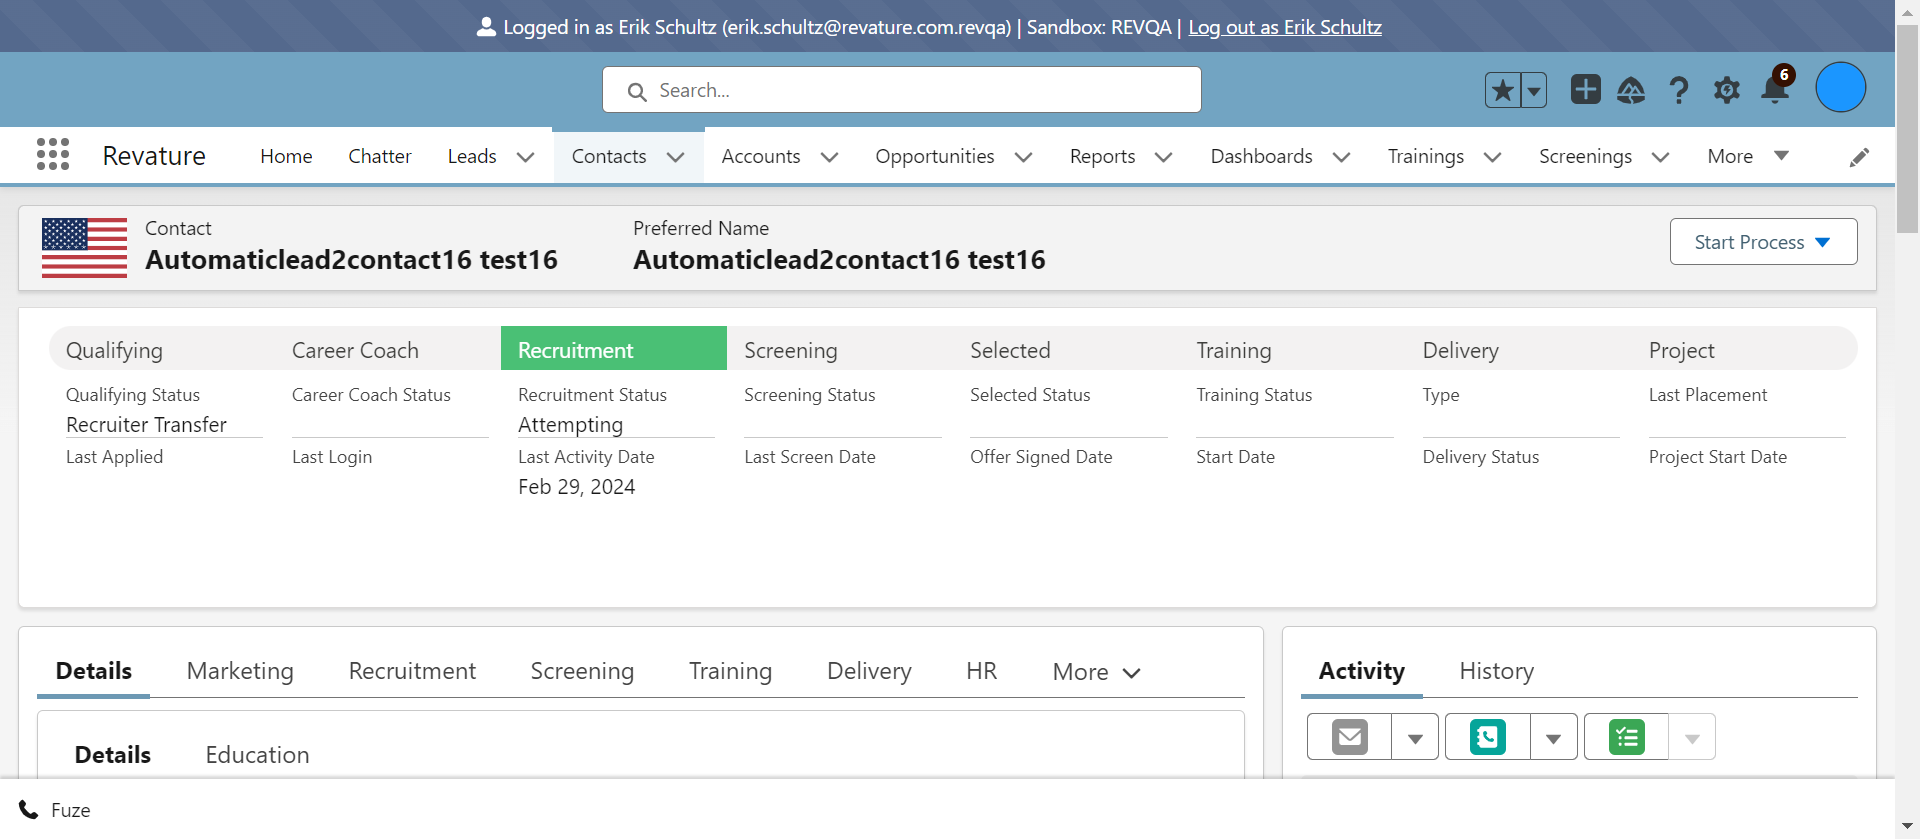 Logged in as Erik Schultz (erik.schultz@revature.com.revqa) | Sandbox: REVQA | Log out as Erik Schultz
Search...
6
Revature Home Chatter Leads Contacts Accounts Opportunities Reports Dashboards Trainings Screenings More
Contact Preferred Name
Automaticlead2contact16 test16 Automaticlead2contact16 test16
Start Process
Qualifying Career Coach Recruitment Screening Selected Training Delivery Project
Qualifying Status Career Coach Status Recruitment Status Screening Status Selected Status Training Status Type Last Placement
Recruiter Transfer Attempting
Last Applied Last Login Last Activity Date Last Screen Date Offer Signed Date Start Date Delivery Status Project Start Date
Feb 29, 2024
Details Marketing Recruitment Screening Training Delivery HR More
Activity History
Details Education
Fuze